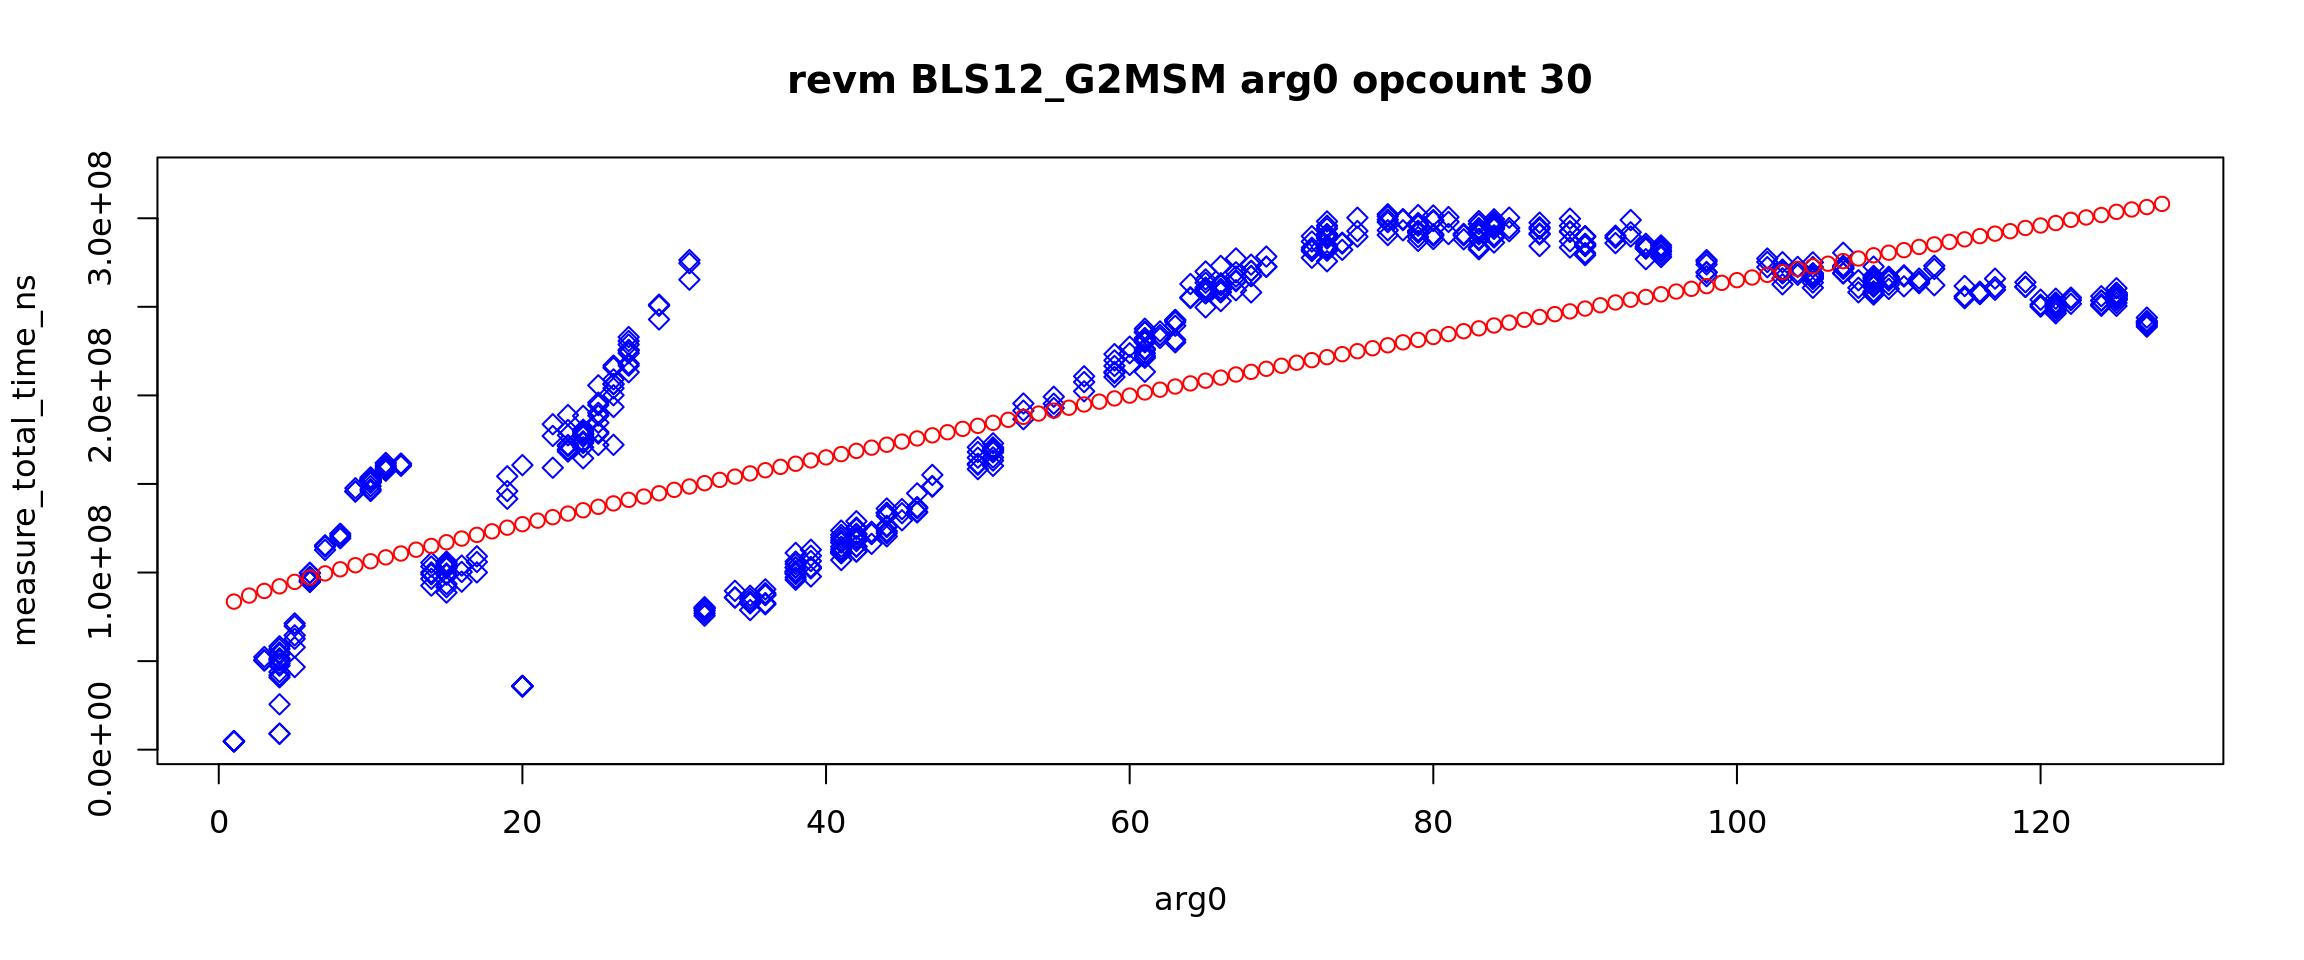 revm BLS12_G2MSM arg0 opcount 30
measure_total_time_ns
3.0e+08
2.0e+08
1.0e+08
0.0e+00
0 20 40 60 80 100 120
arg0